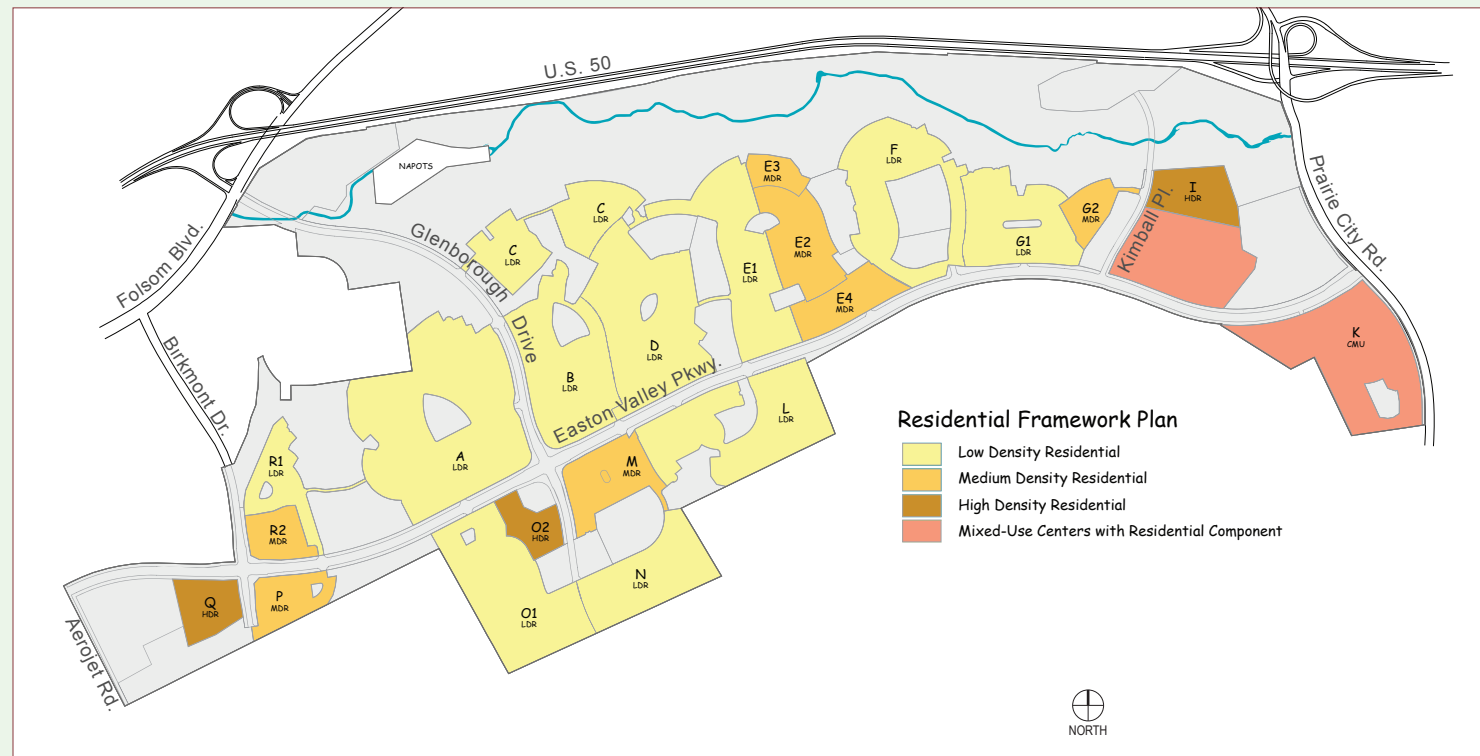 U.S. 50
NAPOTS
Folsom Blvd.
Glenborough
Drive
Birkmont Dr.
Easton Valley Pkwy.
Kimball Pl.
Prairie City Rd.
Aerojet Rd.
C
LDR
C
LDR
E3
MDR
F
LDR
E2
MDR
G2
MDR
I
HDR
G1
LDR
E1
LDR
E4
MDR
K
CMU
D
LDR
B
LDR
L
LDR
A
LDR
M
MDR
R1
LDR
R2
MDR
O2
HDR
N
LDR
Q
HDR
P
MDR
O1
LDR
Residential Framework Plan
Low Density Residential
Medium Density Residential
High Density Residential
Mixed-Use Centers with Residential Component
NORTH